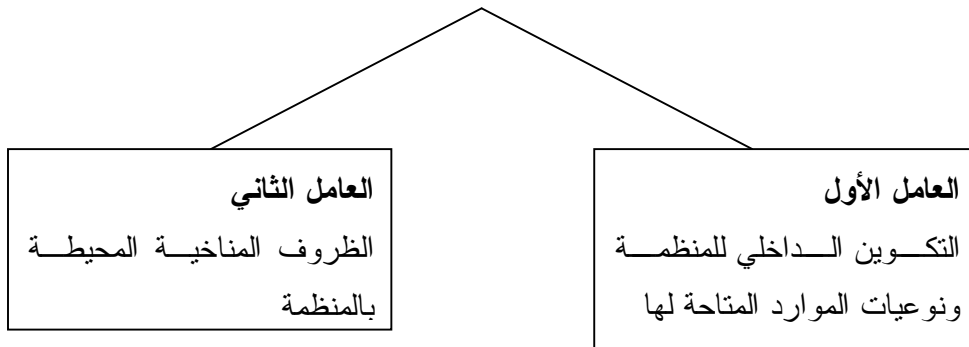 العامل الأول
التكوين الداخلي للمنظمة
ونوعيات الموارد المتاحة لها
العامل الثاني
الظروف المناخية المحيطة
بالمنظمة